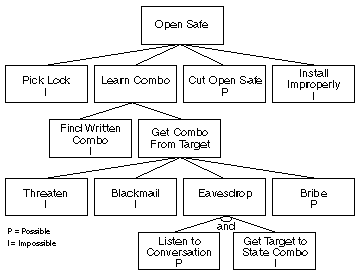 Open Safe
Pick Lock
I
Learn Combo
Cut Open Safe
P
Install
Improperly
I
Find Written
Combo
I
Get Combo
From Target
Threaten
I
Blackmail
I
Eavesdrop
Bribe
P
and
P = Possible
I = Impossible
Listen to
Conversation
P
Get Target to
State Combo
I